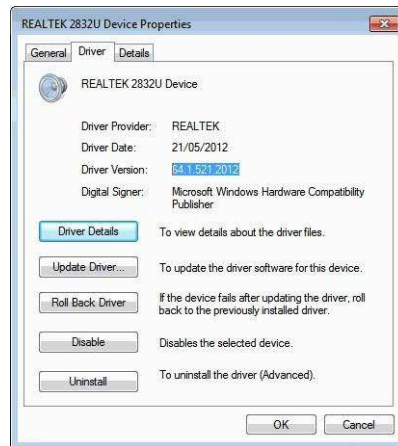 REALTEK 2832U Device Properties
General Driver Details
REALTEK 2832U Device
Driver Provider: REALTEK
Driver Date: 21/05/2012
Driver Version: 64.1.521.2012
Digital Signer: Microsoft Windows Hardware Compatibility
Publisher
Driver Details To view details about the driver files.
Update Driver... To update the driver software for this device.
Roll Back Driver If the device fails after updating the driver, roll
back to the previously installed driver.
Disable Disables the selected device.
Uninstall To uninstall the driver (Advanced).
OK Cancel